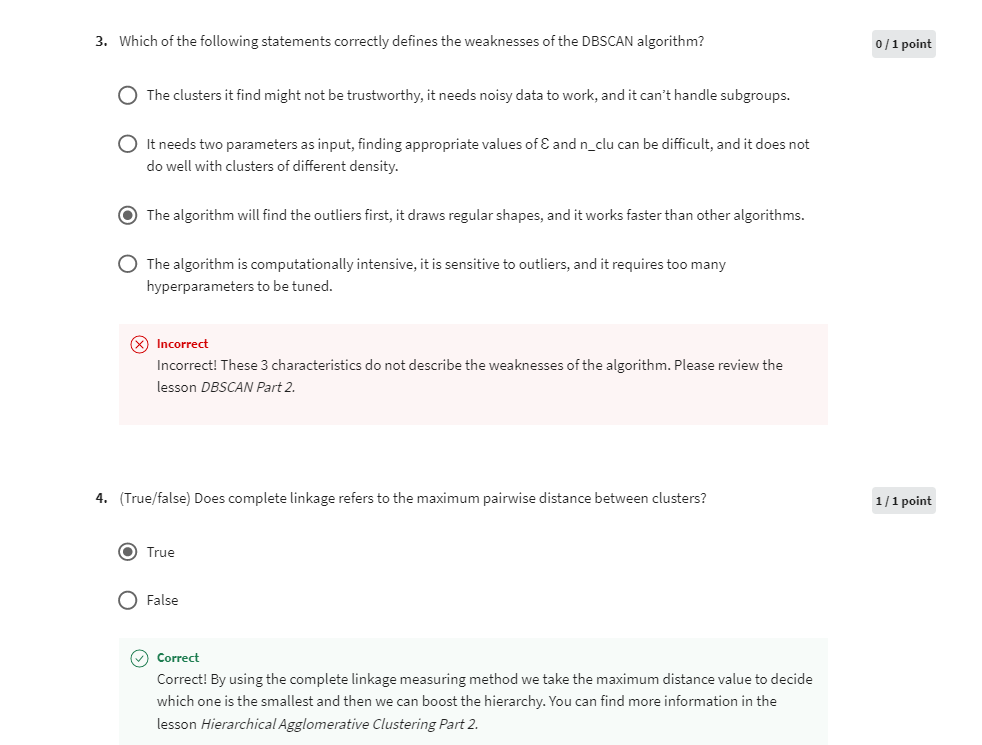 3. Which of the following statements correctly defines the weaknesses of the DBSCAN algorithm?
0 / 1 point
The clusters it find might not be trustworthy, it needs noisy data to work, and it can't handle subgroups.
It needs two parameters as input, finding appropriate values of Ɛ and n_clu can be difficult, and it does not
do well with clusters of different density.
The algorithm will find the outliers first, it draws regular shapes, and it works faster than other algorithms.
The algorithm is computationally intensive, it is sensitive to outliers, and it requires too many
hyperparameters to be tuned.
Incorrect
Incorrect! These 3 characteristics do not describe the weaknesses of the algorithm. Please review the
lesson DBSCAN Part 2.
4. (True/false) Does complete linkage refers to the maximum pairwise distance between clusters?
1 / 1 point
True
False
Correct
Correct! By using the complete linkage measuring method we take the maximum distance value to decide
which one is the smallest and then we can boost the hierarchy. You can find more information in the
lesson Hierarchical Agglomerative Clustering Part 2.